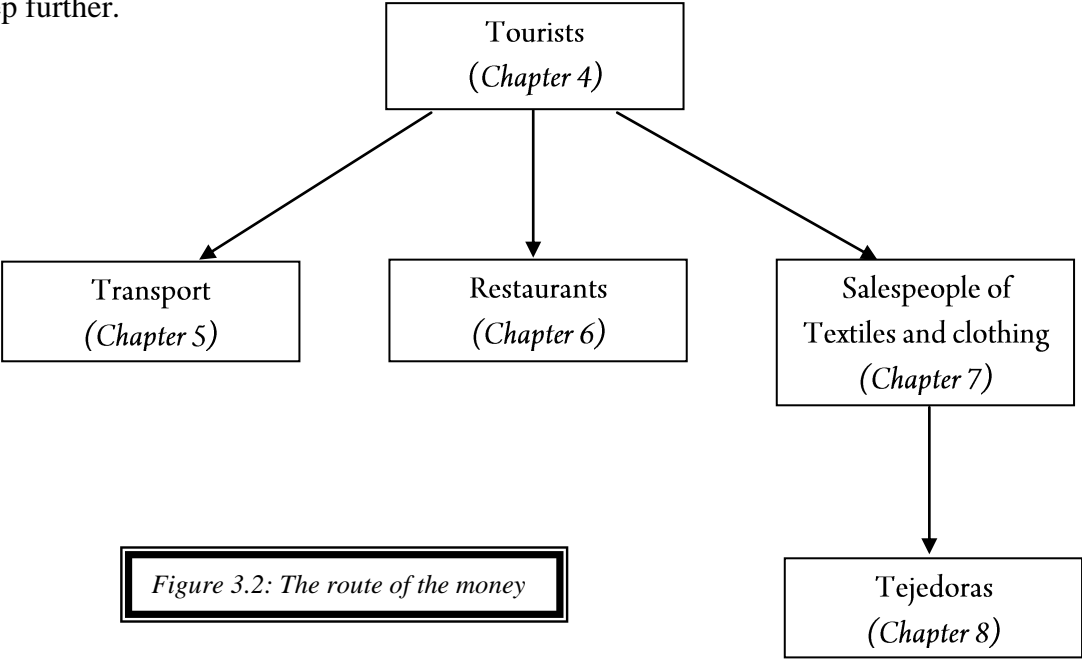 further.
Tourists
(Chapter 4)
Transport
(Chapter 5)
Restaurants
(Chapter 6)
Salespeople of
Textiles and clothing
(Chapter 7)
Figure 3.2: The route of the money
Tejedoras
(Chapter 8)